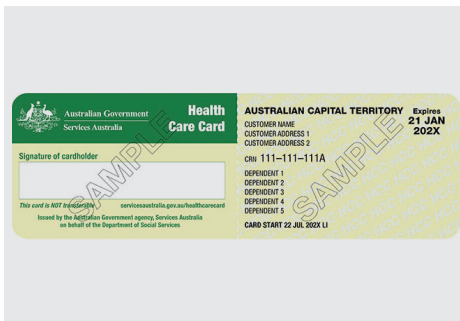 Australian Government
Services Australia
Health
Care Card
Signature of cardholder
SAMPLE
This card is NOT transferable
servicesaustralia.gov.au/healthcarecard
Issued by the Australian Government agency, Services Australia
on behalf of the Department of Social Services
AUSTRALIAN CAPITAL TERRITORY
Expires
21 JAN
202X
CUSTOMER NAME
CUSTOMER ADDRESS 1
CUSTOMER ADDRESS 2
CRN 111-111-111A
DEPENDENT 1
DEPENDENT 2
DEPENDENT 3
DEPENDENT 4
DEPENDENT 5
CARD START 22 JUL 202X LI
SAMPLE